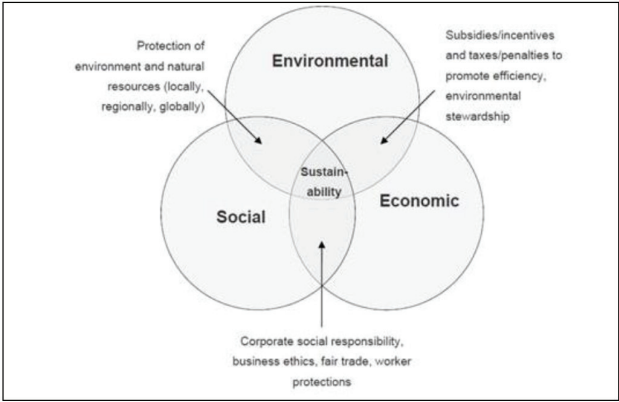 Protection of
environment and natural
resources (locally,
regionally, globally)
Environmental
Subsidies/incentives
and taxes/penalties to
promote efficiency,
environmental
stewardship
Sustain-
ability
Social
Economic
Corporate social responsibility,
business ethics, fair trade, worker
protections